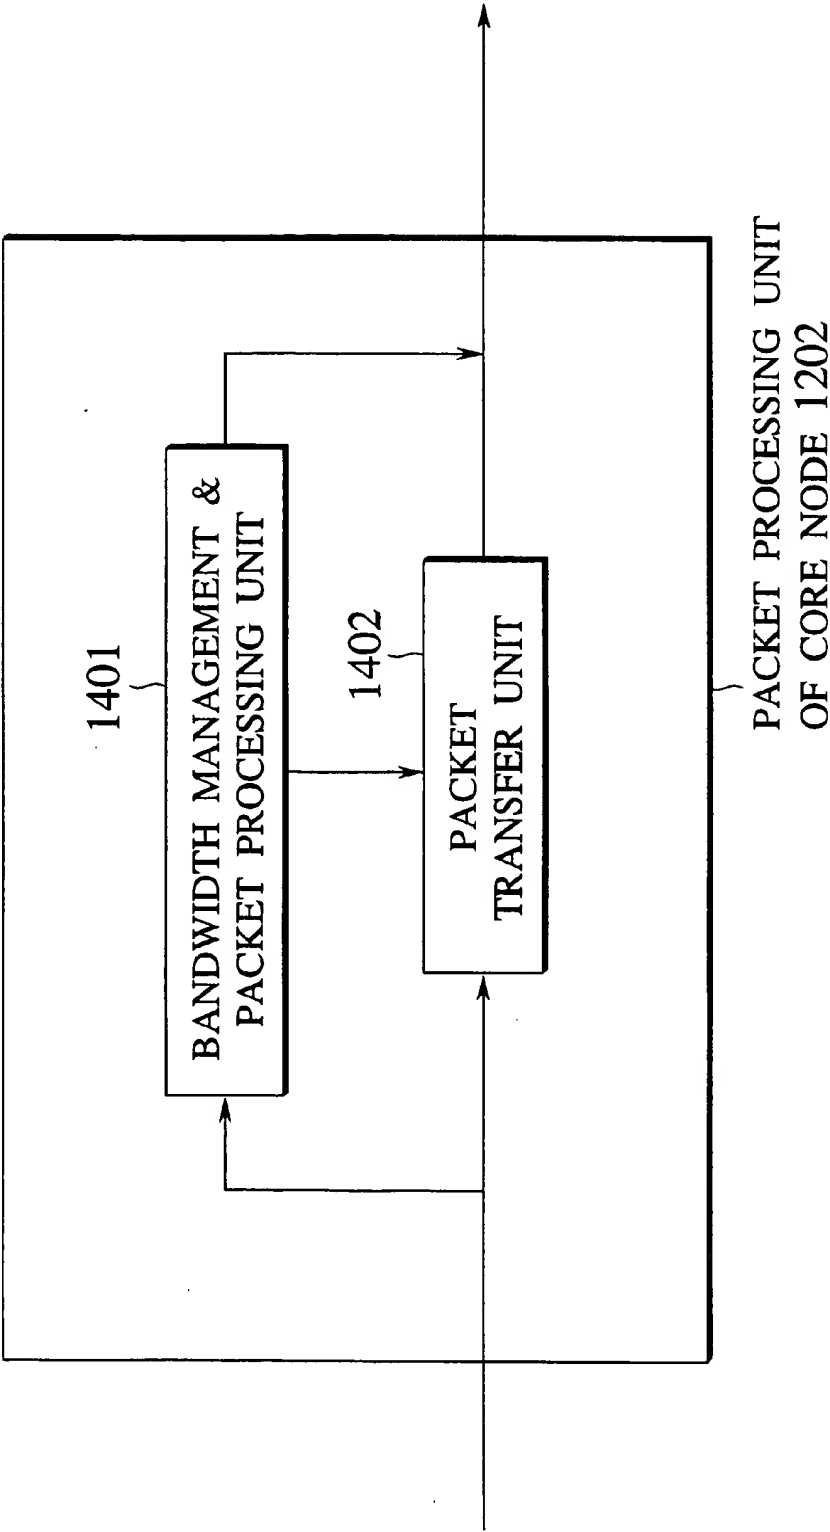 1401
BANDWIDTH MANAGEMENT &
PACKET PROCESSING UNIT
1402
PACKET
TRANSFER UNIT
PACKET PROCESSING UNIT
OF CORE NODE 1202